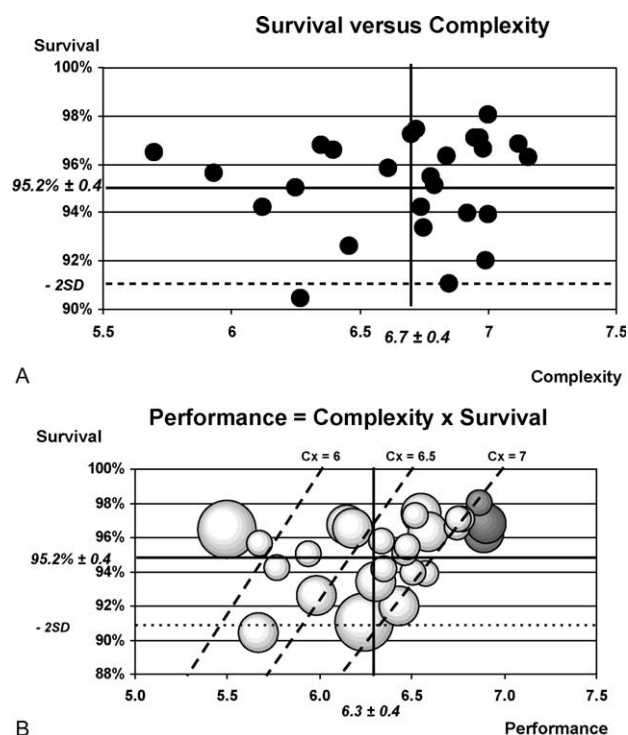 Survival versus Complexity
Survival
100%
98%
96%
95.2% ± 0.4
94%
92%
- 2SD
90%
5.5 6 6.5 7 7.5
6.7 ± 0.4
A
Complexity
Performance = Complexity x Survival
Survival
Cx = 6 Cx = 6.5 Cx = 7
100%
98%
96%
95.2% ± 0.4
94%
92%
- 2SD
90%
88%
5.0 5.5 6.0 6.5 7.0 7.5
6.3 ± 0.4
B
Performance